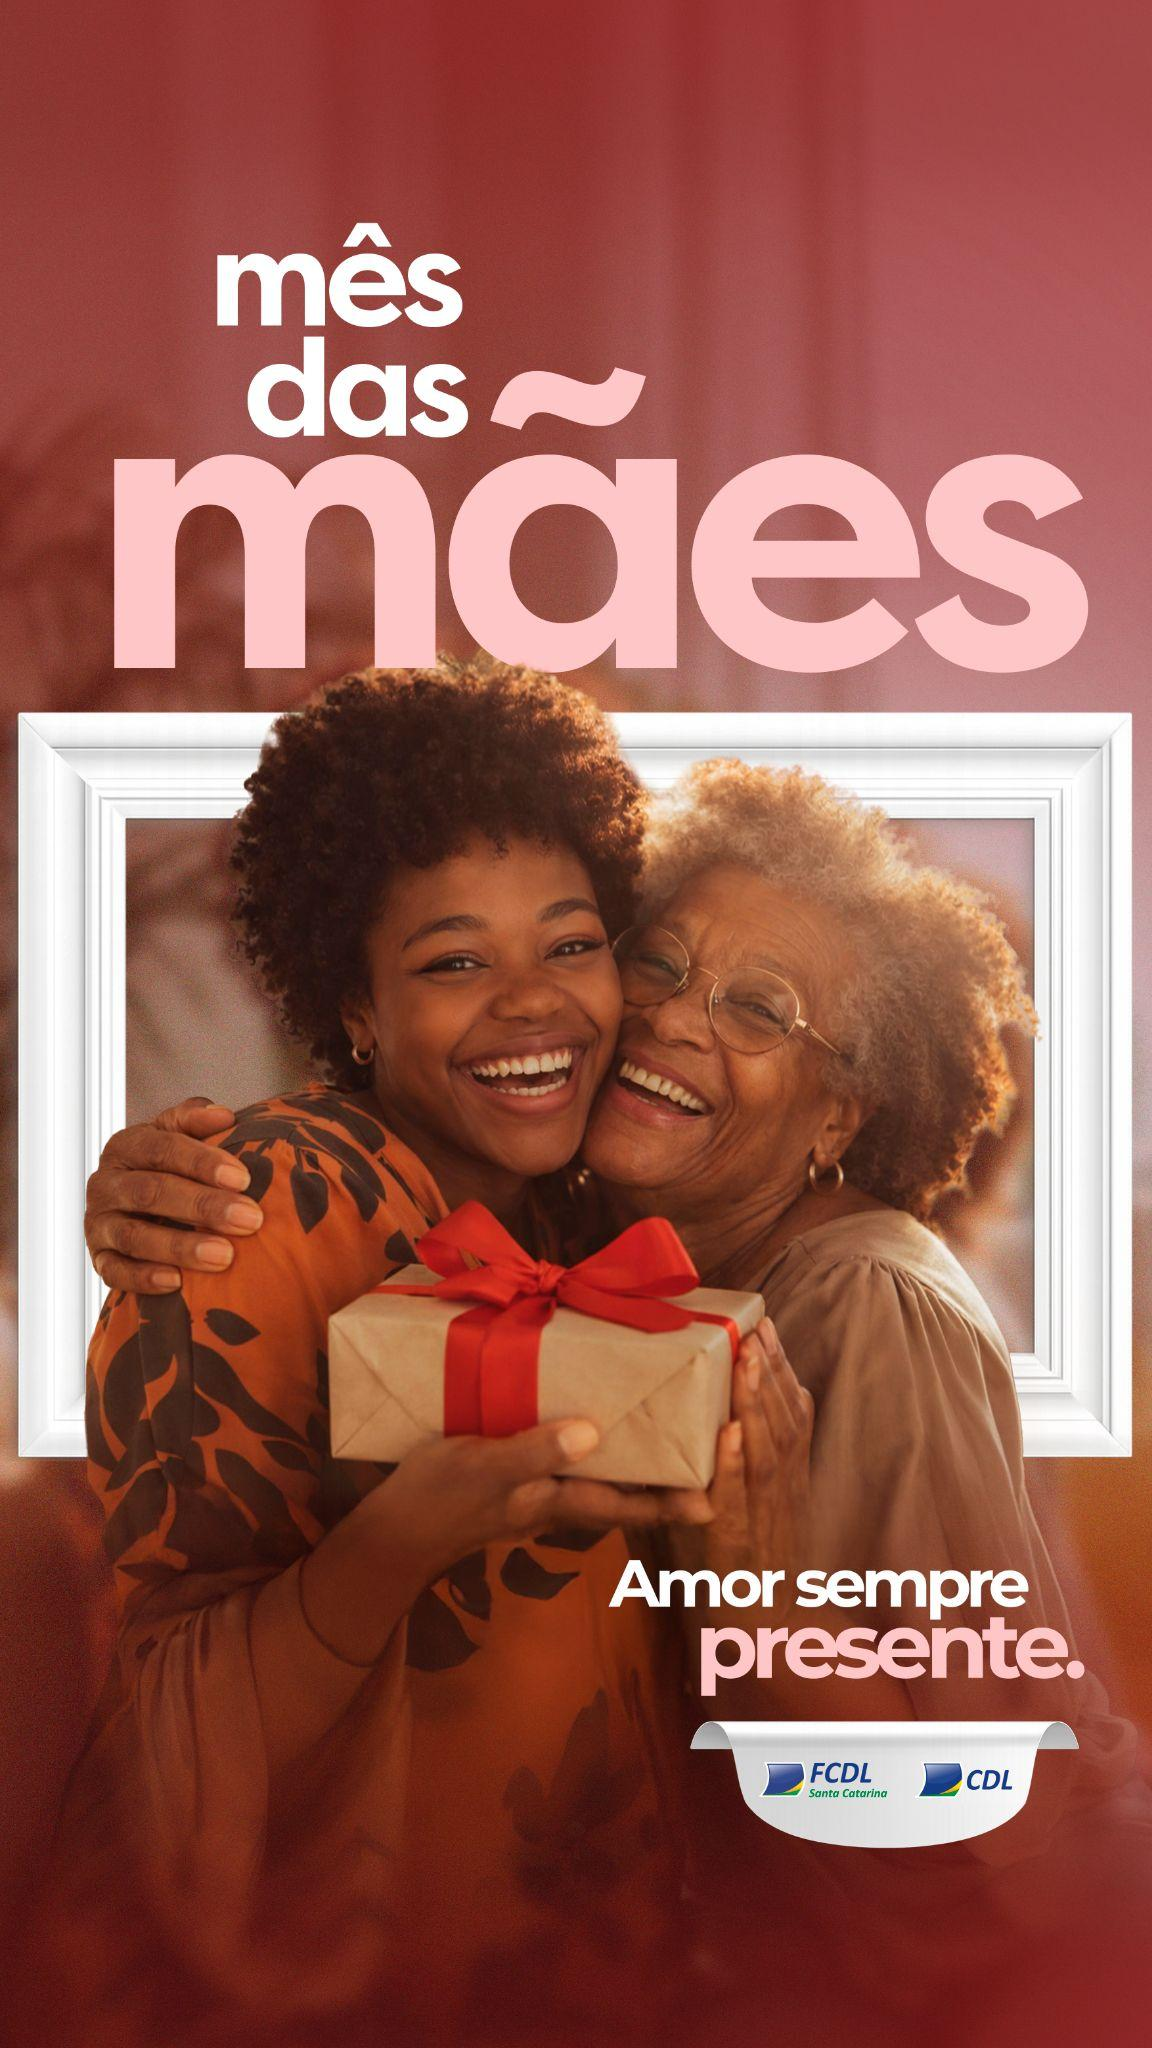 mês
das
mães
Amor sempre
presente.
FCDL
Santa Catarina
CDL